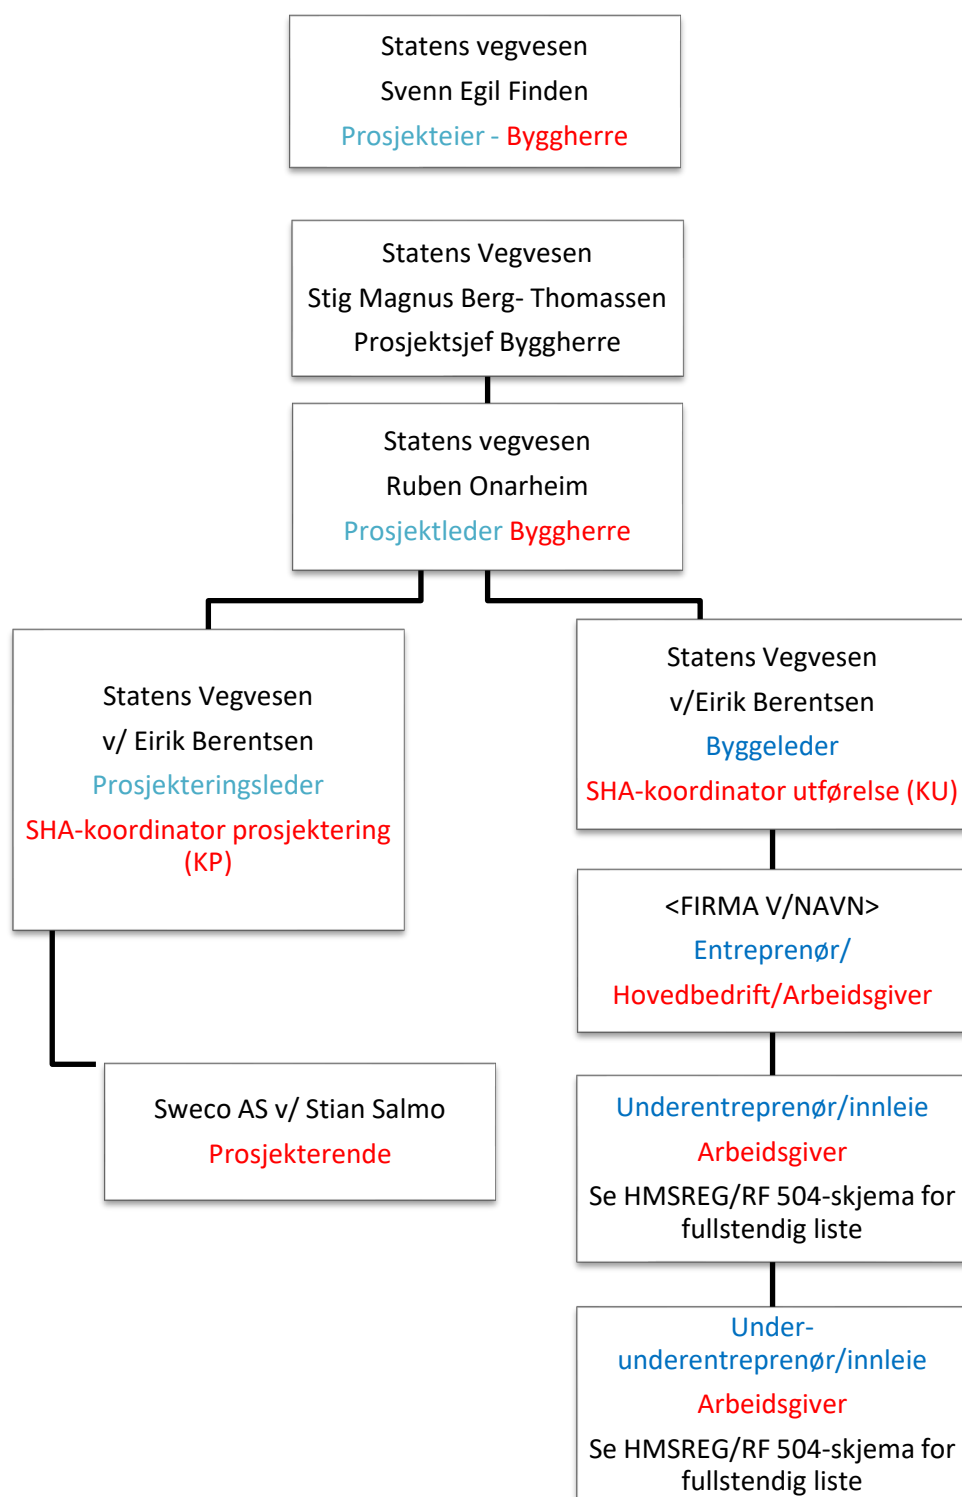 Statens vegvesen
Svenn Egil Finden
Prosjekteier - Byggherre
Statens Vegvesen
Stig Magnus Berg- Thomassen
Prosjektsjef Byggherre
Statens vegvesen
Ruben Onarheim
Prosjektleder Byggherre
Statens Vegvesen
v/ Eirik Berentsen
Prosjekteringsleder
SHA-koordinator prosjektering
(KP)
Sweco AS v/ Stian Salmo
Prosjekterende
Statens Vegvesen
v/Eirik Berentsen
Byggeleder
SHA-koordinator utførelse (KU)
<FIRMA V/NAVN>
Entreprenør/
Hovedbedrift/Arbeidsgiver
Underentreprenør/innleie
Arbeidsgiver
Se HMSREG/RF 504-skjema for
fullstendig liste
Under-
underentreprenør/innleie
Arbeidsgiver
Se HMSREG/RF 504-skjema for
fullstendig liste